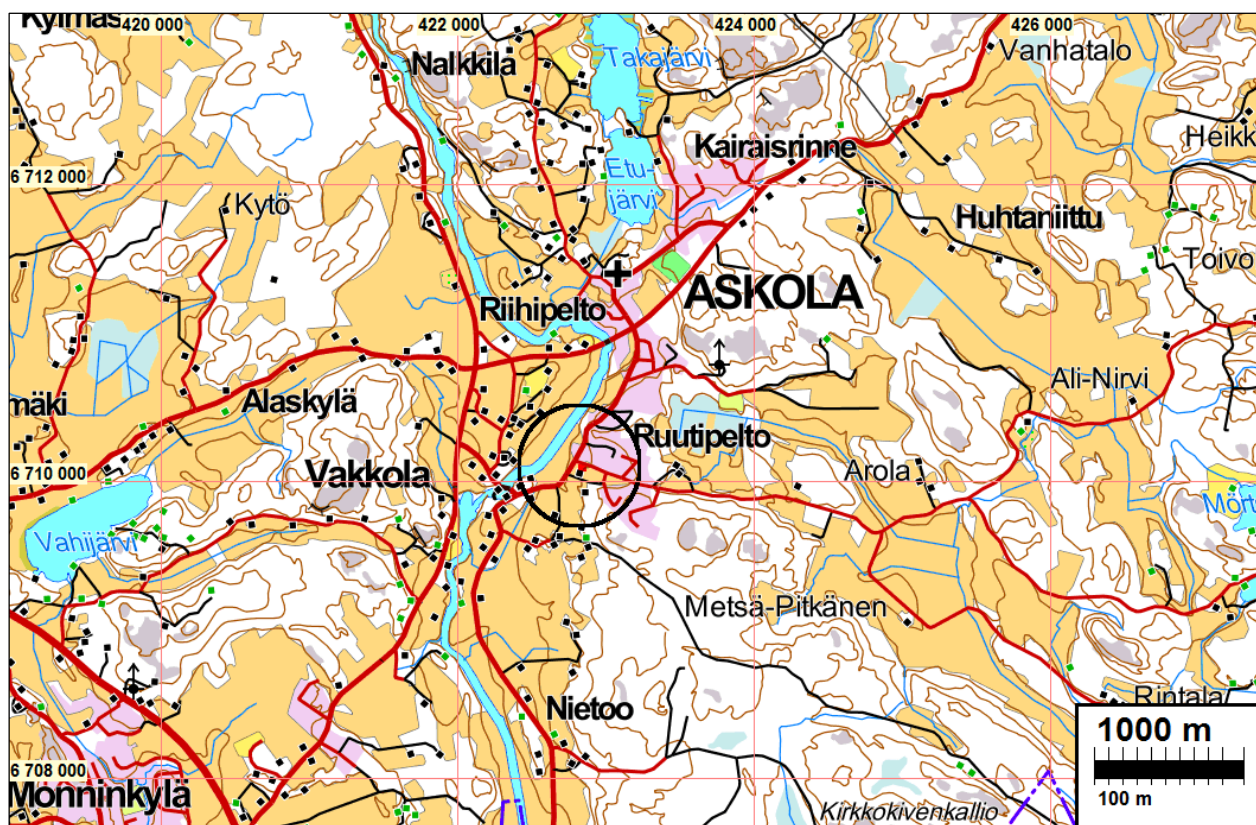 Kylmäs
420 000
422 000
424 000
426 000
Vanhatalo
Nalkkila
Takajärvi
Kairaisrinne
Heikk
Etu-
järvi
6 712 000
Kytö
Huhtaniittu
Toivo
ASKOLA
Riihipelto
Ali-Nirvi
mäki
Alaskylä
Ruutipelto
Vakkola
6 710 000
Arola
Mört
Vahijärvi
Metsä-Pitkänen
Rintala
Nietoo
1000 m
6 708 000
100 m
Monninkylä
Kirkkokivenkallio